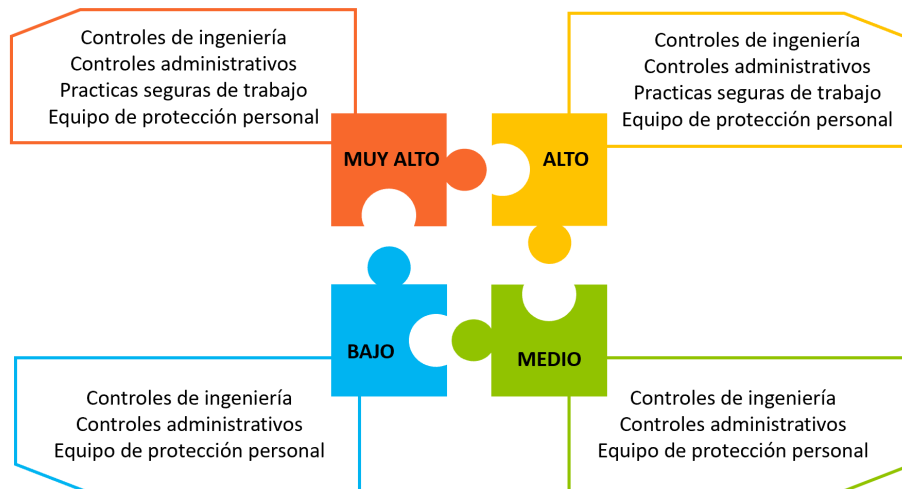 Controles de ingeniería
Controles administrativos
Practicas seguras de trabajo
Equipo de protección personal
MUY ALTO
Controles de ingeniería
Controles administrativos
Practicas seguras de trabajo
Equipo de protección personal
ALTO
BAJO
Controles de ingeniería
Controles administrativos
Equipo de protección personal
MEDIO
Controles de ingeniería
Controles administrativos
Equipo de protección personal